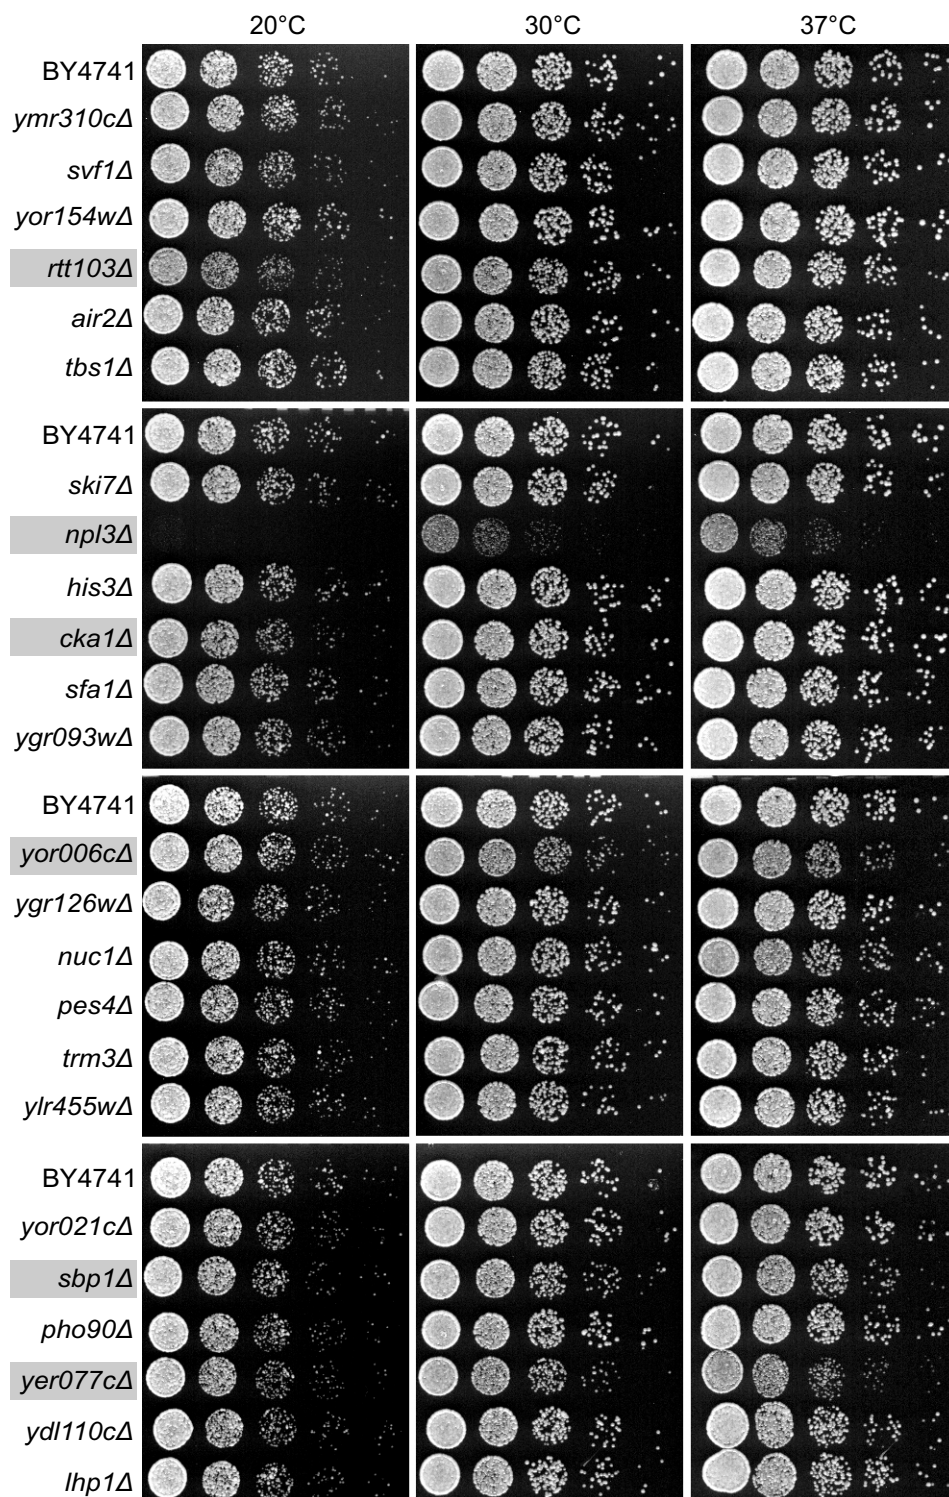 20°C 30°C 37°C
BY4741
ymr310cΔ
svf1Δ
yor154wΔ
rtt103Δ
air2Δ
tbs1Δ
BY4741
ski7Δ
npl3Δ
his3Δ
cka1Δ
sfa1Δ
ygr093wΔ
BY4741
yor006cΔ
ygr126wΔ
nuc1Δ
pes4Δ
trm3Δ
ylr455wΔ
BY4741
yor021cΔ
sbp1Δ
pho90Δ
yer077cΔ
ydl110cΔ
lhp1Δ